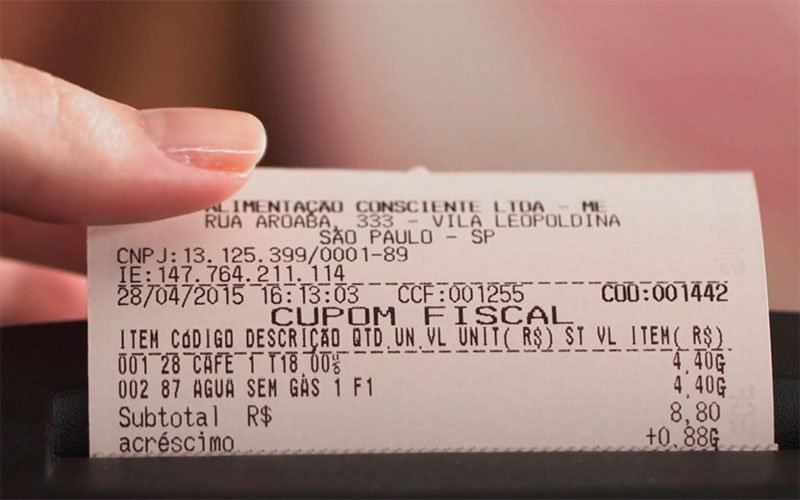 ALIMENTAÇÃO CONSCIENTE LTDA - ME
RUA AROABA, 333 - VILA LEOPOLDINA
SÃO PAULO - SP
CNPJ:13.125.399/0001-89
IE:147.764.211.114
28/04/2015 16:13:03 CCF:001255 COO:001442
CUPOM FISCAL
ITEM CóDIGO DESCRIÇÃO QTD.UN.VL UNIT( R$) ST VL ITEM( R$)
001 28 CAFE 1 T18,00% 4,40G
002 87 AGUA SEM GAS 1 F1 4,40G
Subtotal R$ 8,80
acréscimo +0,88G